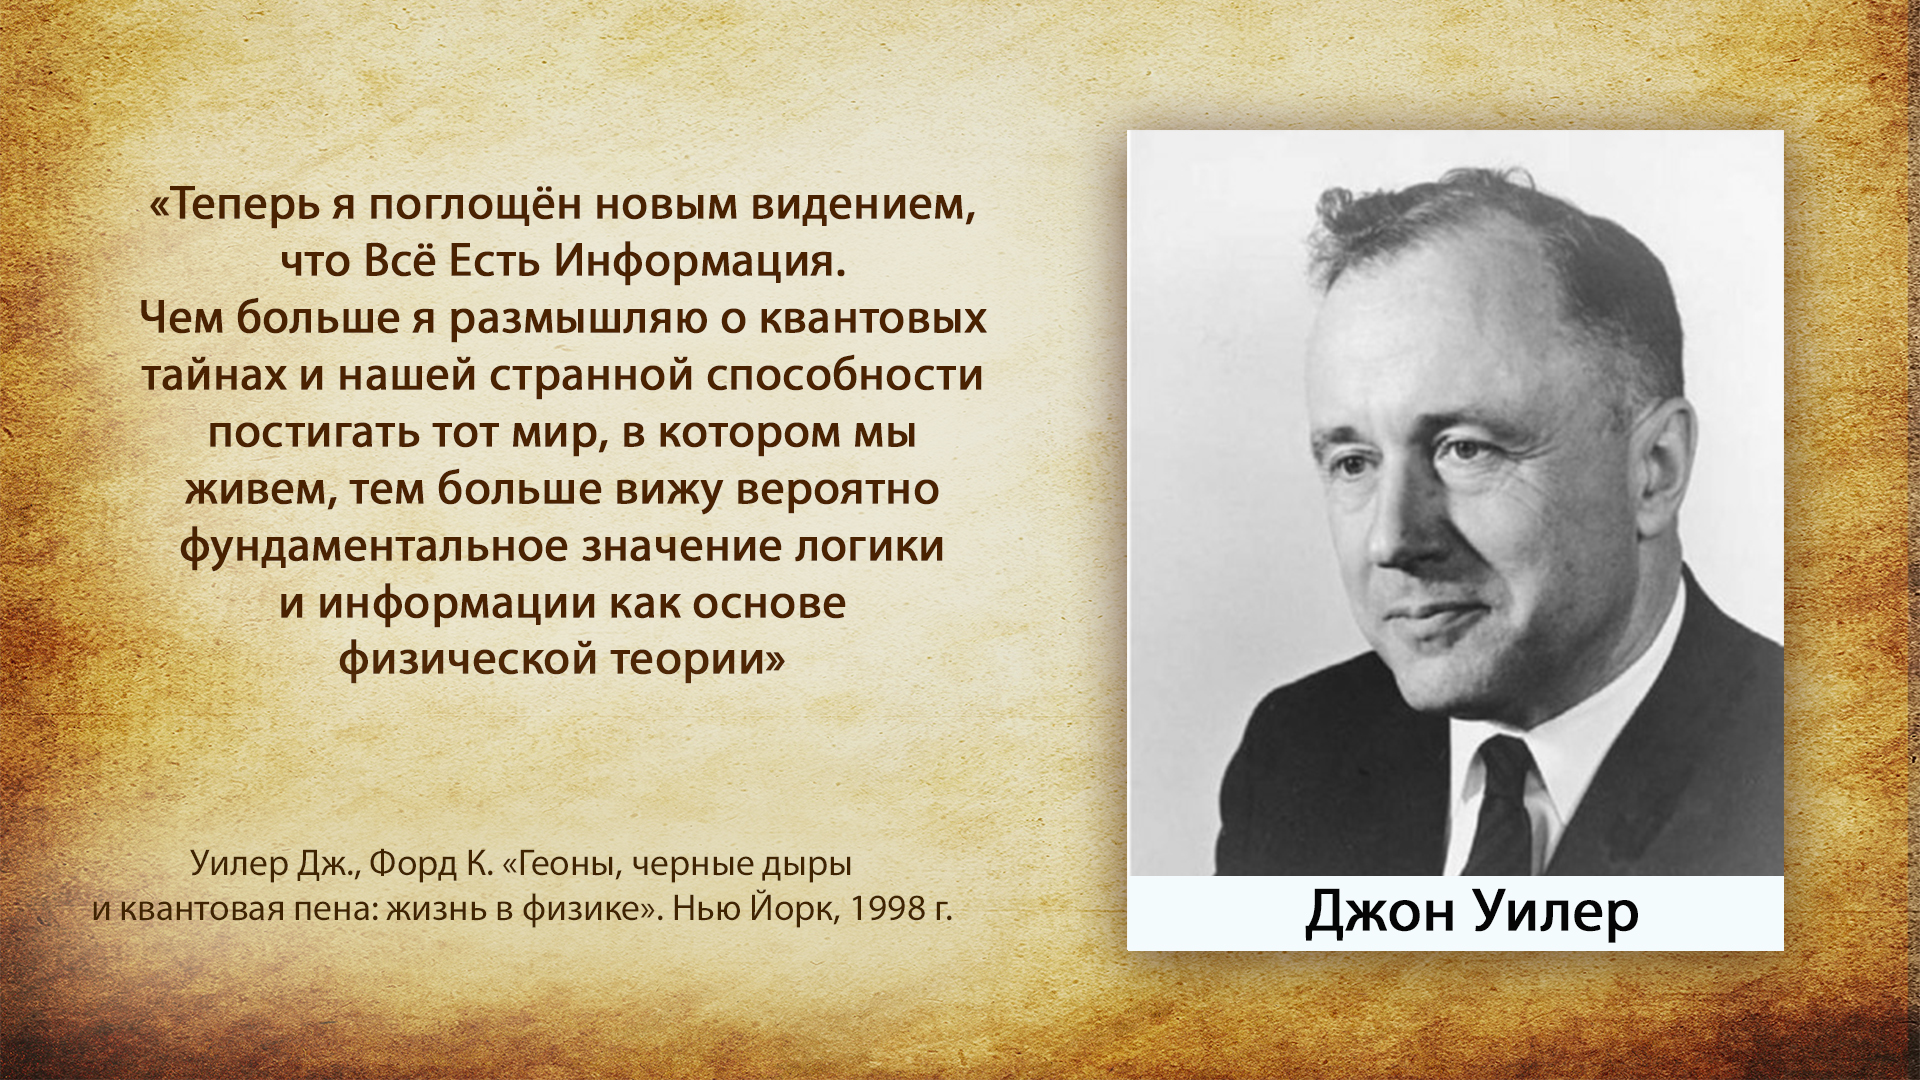 «Теперь я поглощён новым видением,
что Всё Есть Информация.
Чем больше я размышляю о квантовых
тайнах и нашей странной способности
постигать тот мир, в котором мы
живем, тем больше вижу вероятно
фундаментальное значение логики
и информации как основе
физической теории»
Уилер Дж., Форд К. «Геоны, черные дыры
и квантовая пена: жизнь в физике». Нью Йорк, 1998 г.
Джон Уилер